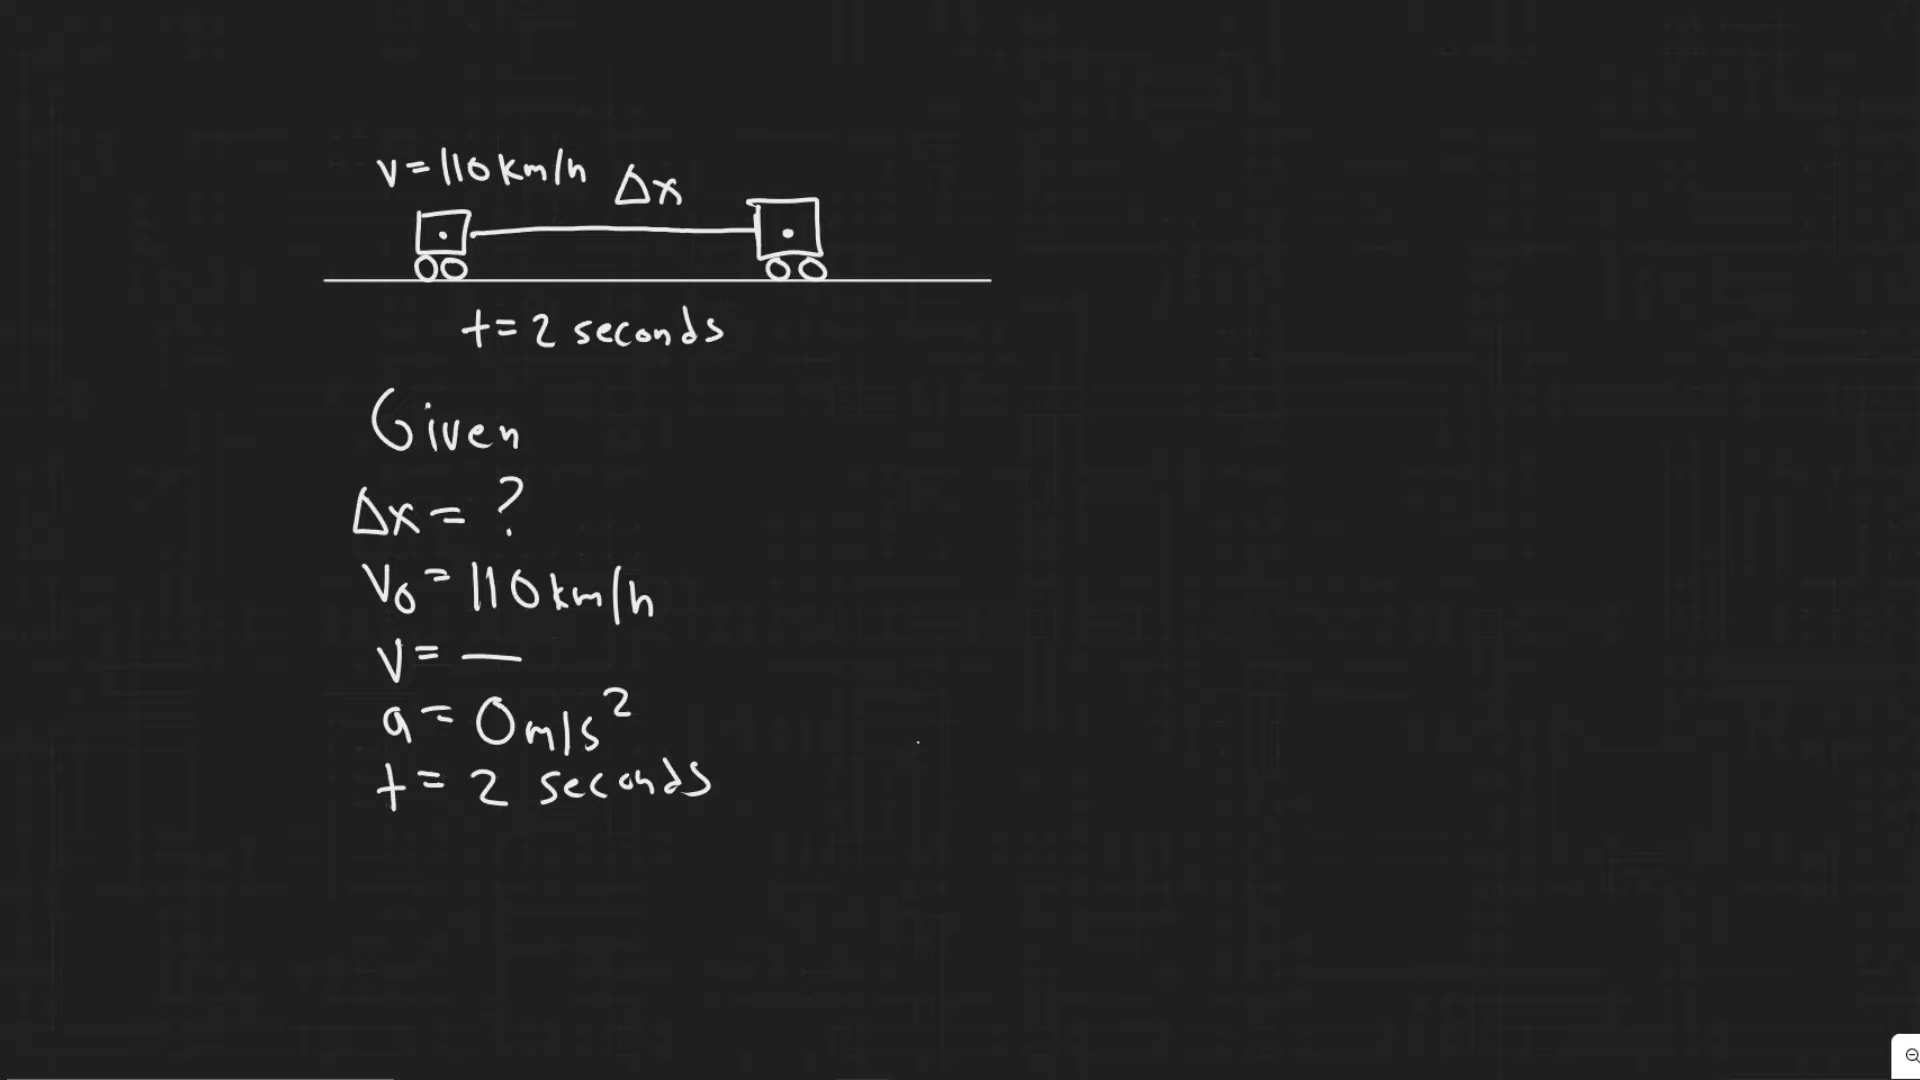 v = 110 km/h Δx
t = 2 seconds
Given
Δx = ?
v₀ = 110 km/h
v = —
a = 0 m/s²
t = 2 seconds